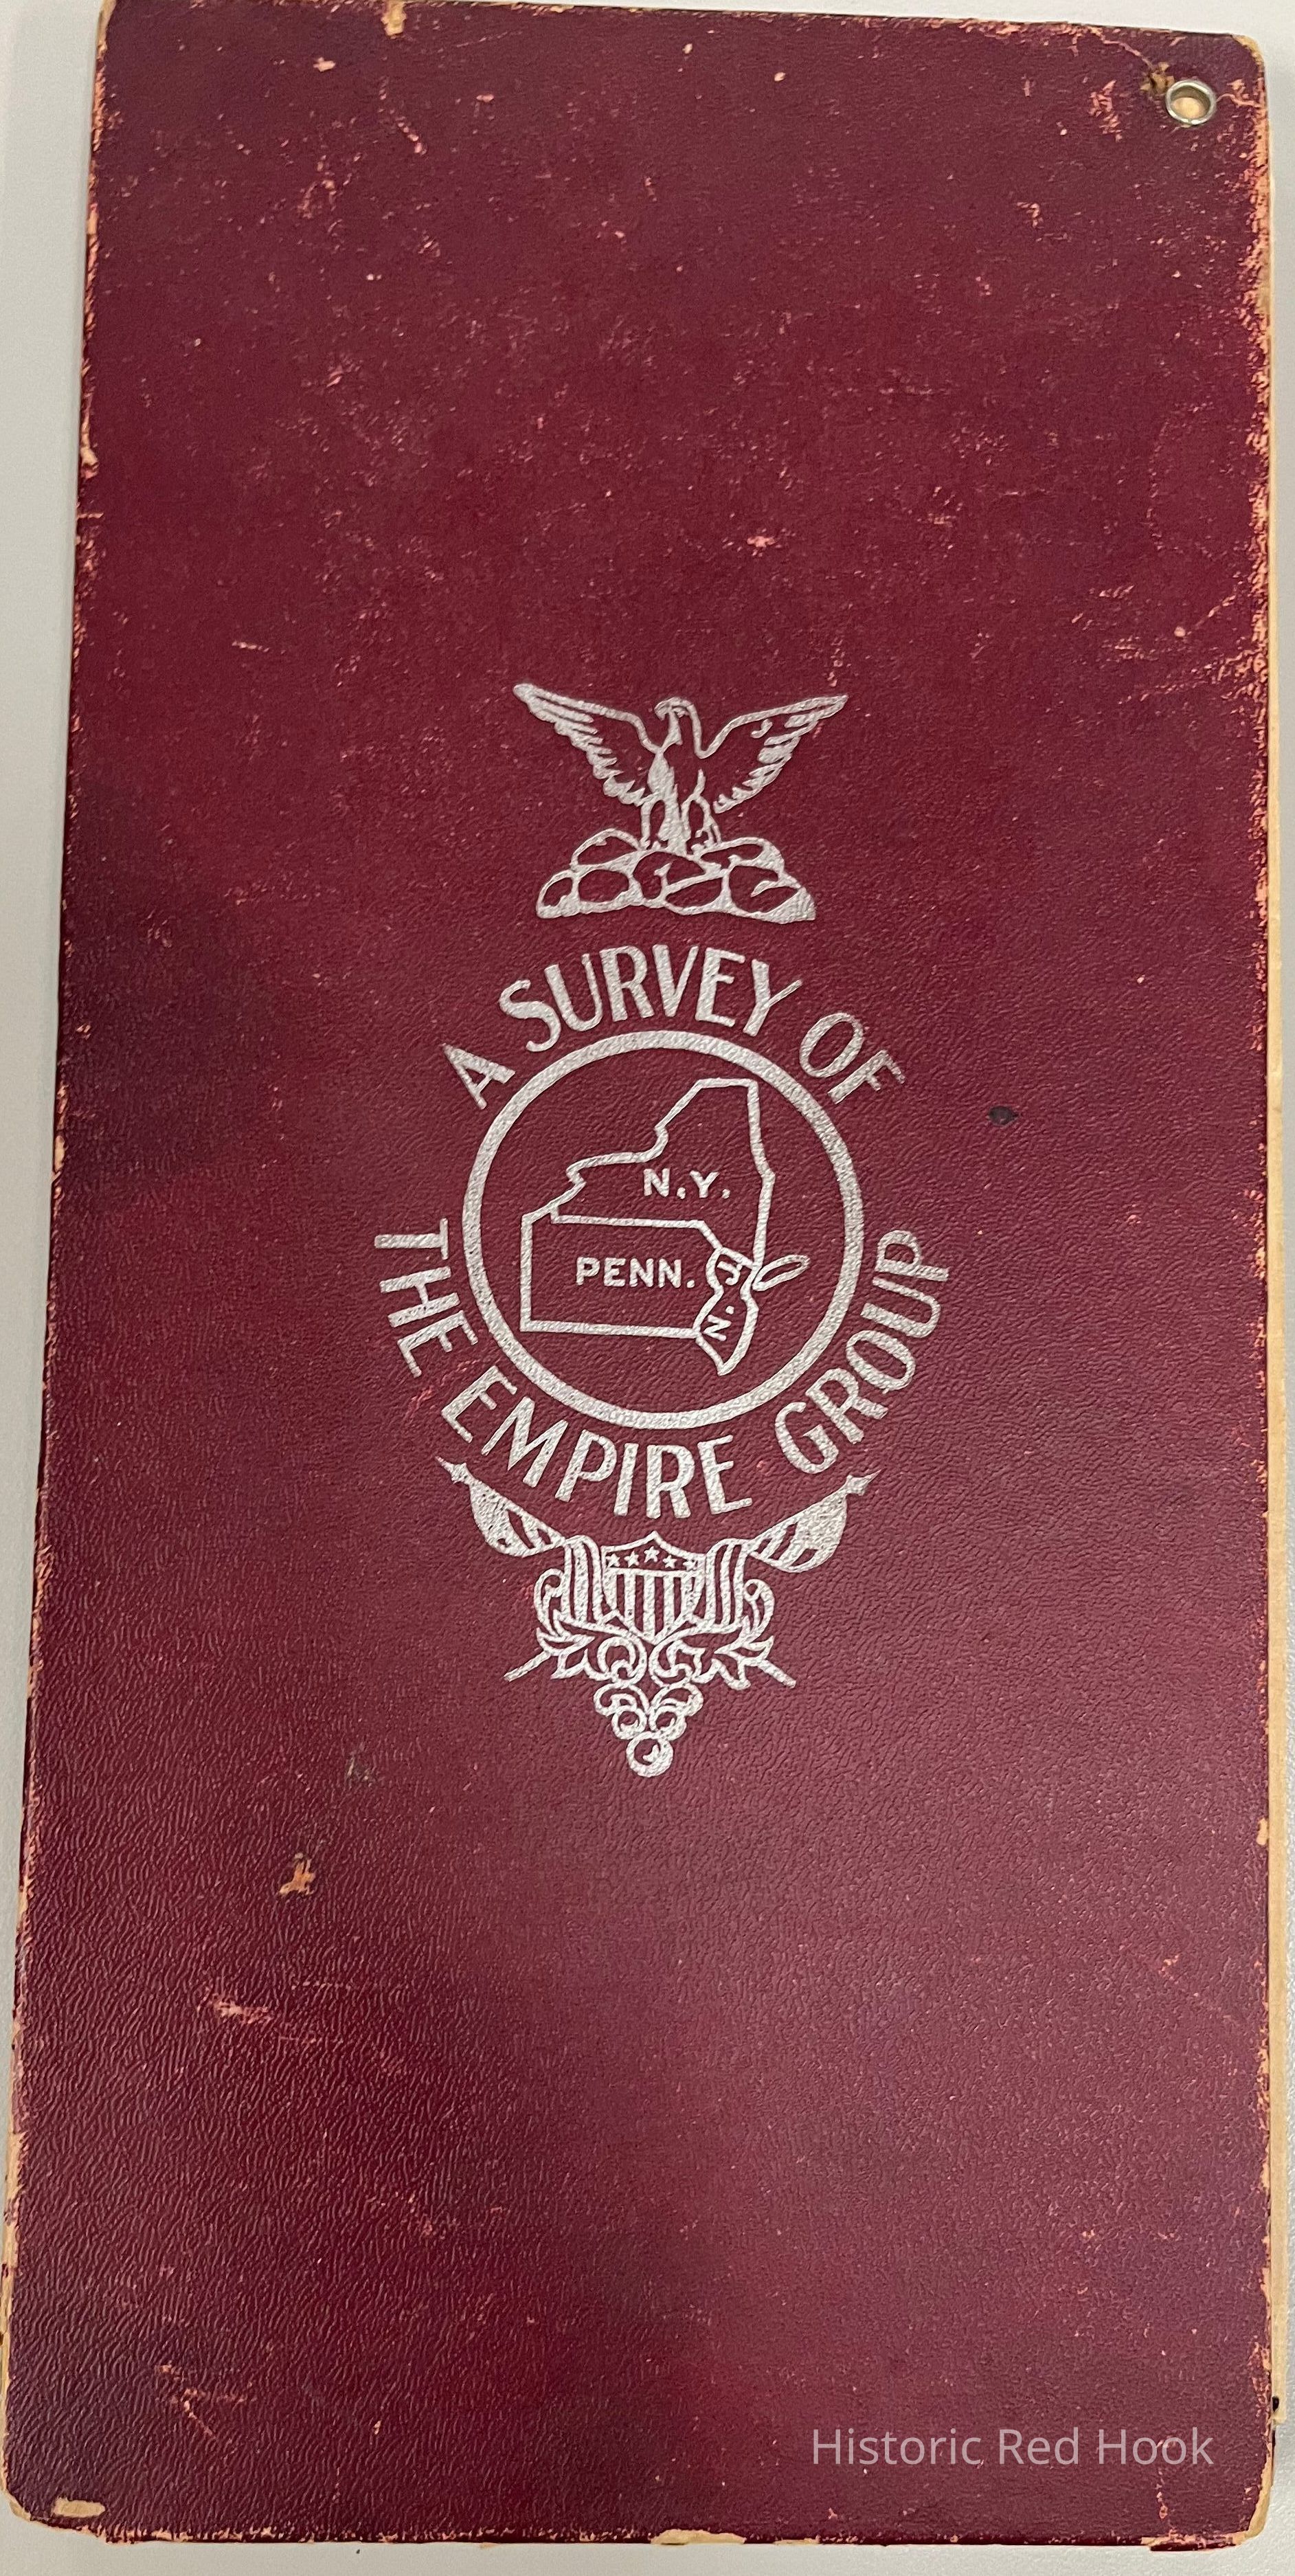 A SURVEY OF
N.Y.
PENN.
N.J.
THE EMPIRE GROUP
Historic Red Hook